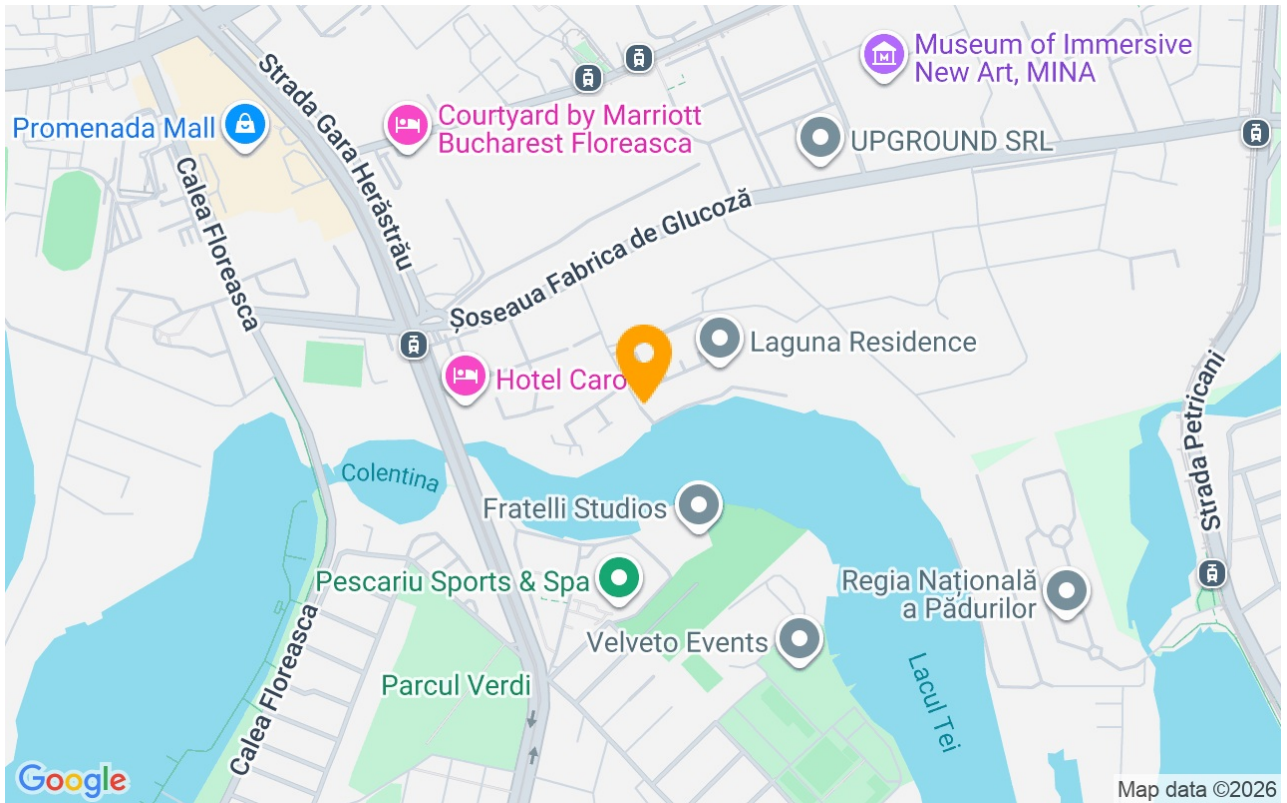 Museum of Immersive
New Art, MINA
Strada Gara Herăstrău
Promenada Mall
Courtyard by Marriott
Bucharest Floreasca
UPGROUND SRL
Calea Floreasca
Șoseaua Fabrica de Glucoză
Laguna Residence
Hotel Caro
Strada Petricani
Colentina
Fratelli Studios
Pescariu Sports & Spa
Regia Națională
a Pădurilor
Velveto Events
Calea Floreasca
Parcul Verdi
Lacul Tei
Google
Map data ©2026